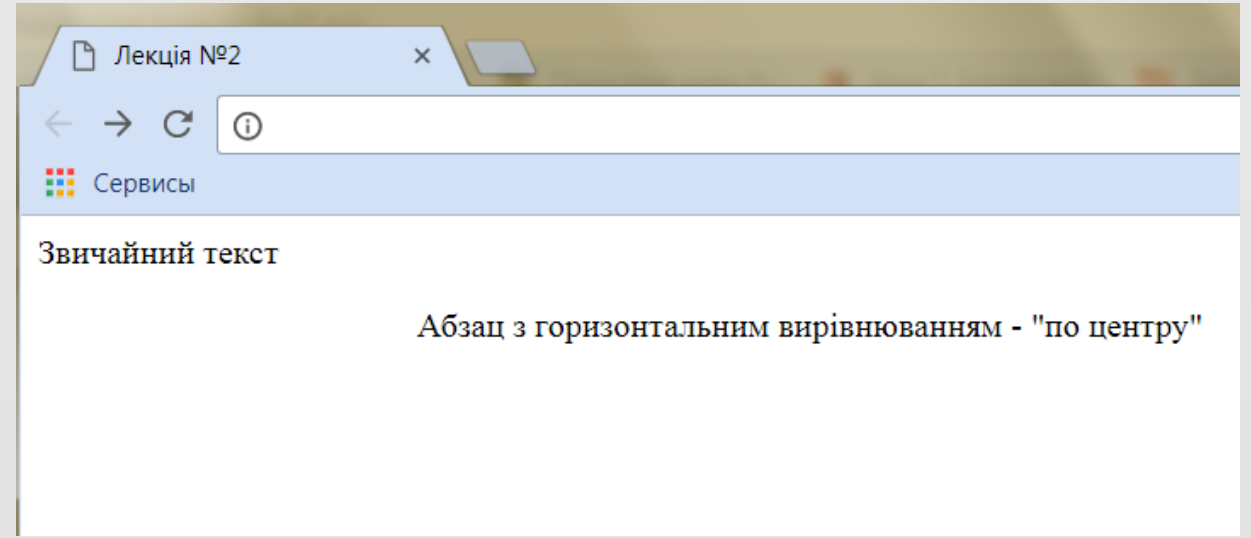 Лекція №2
Сервисы
Звичайний текст
Абзац з горизонтальним вирівнюванням - "по центру"